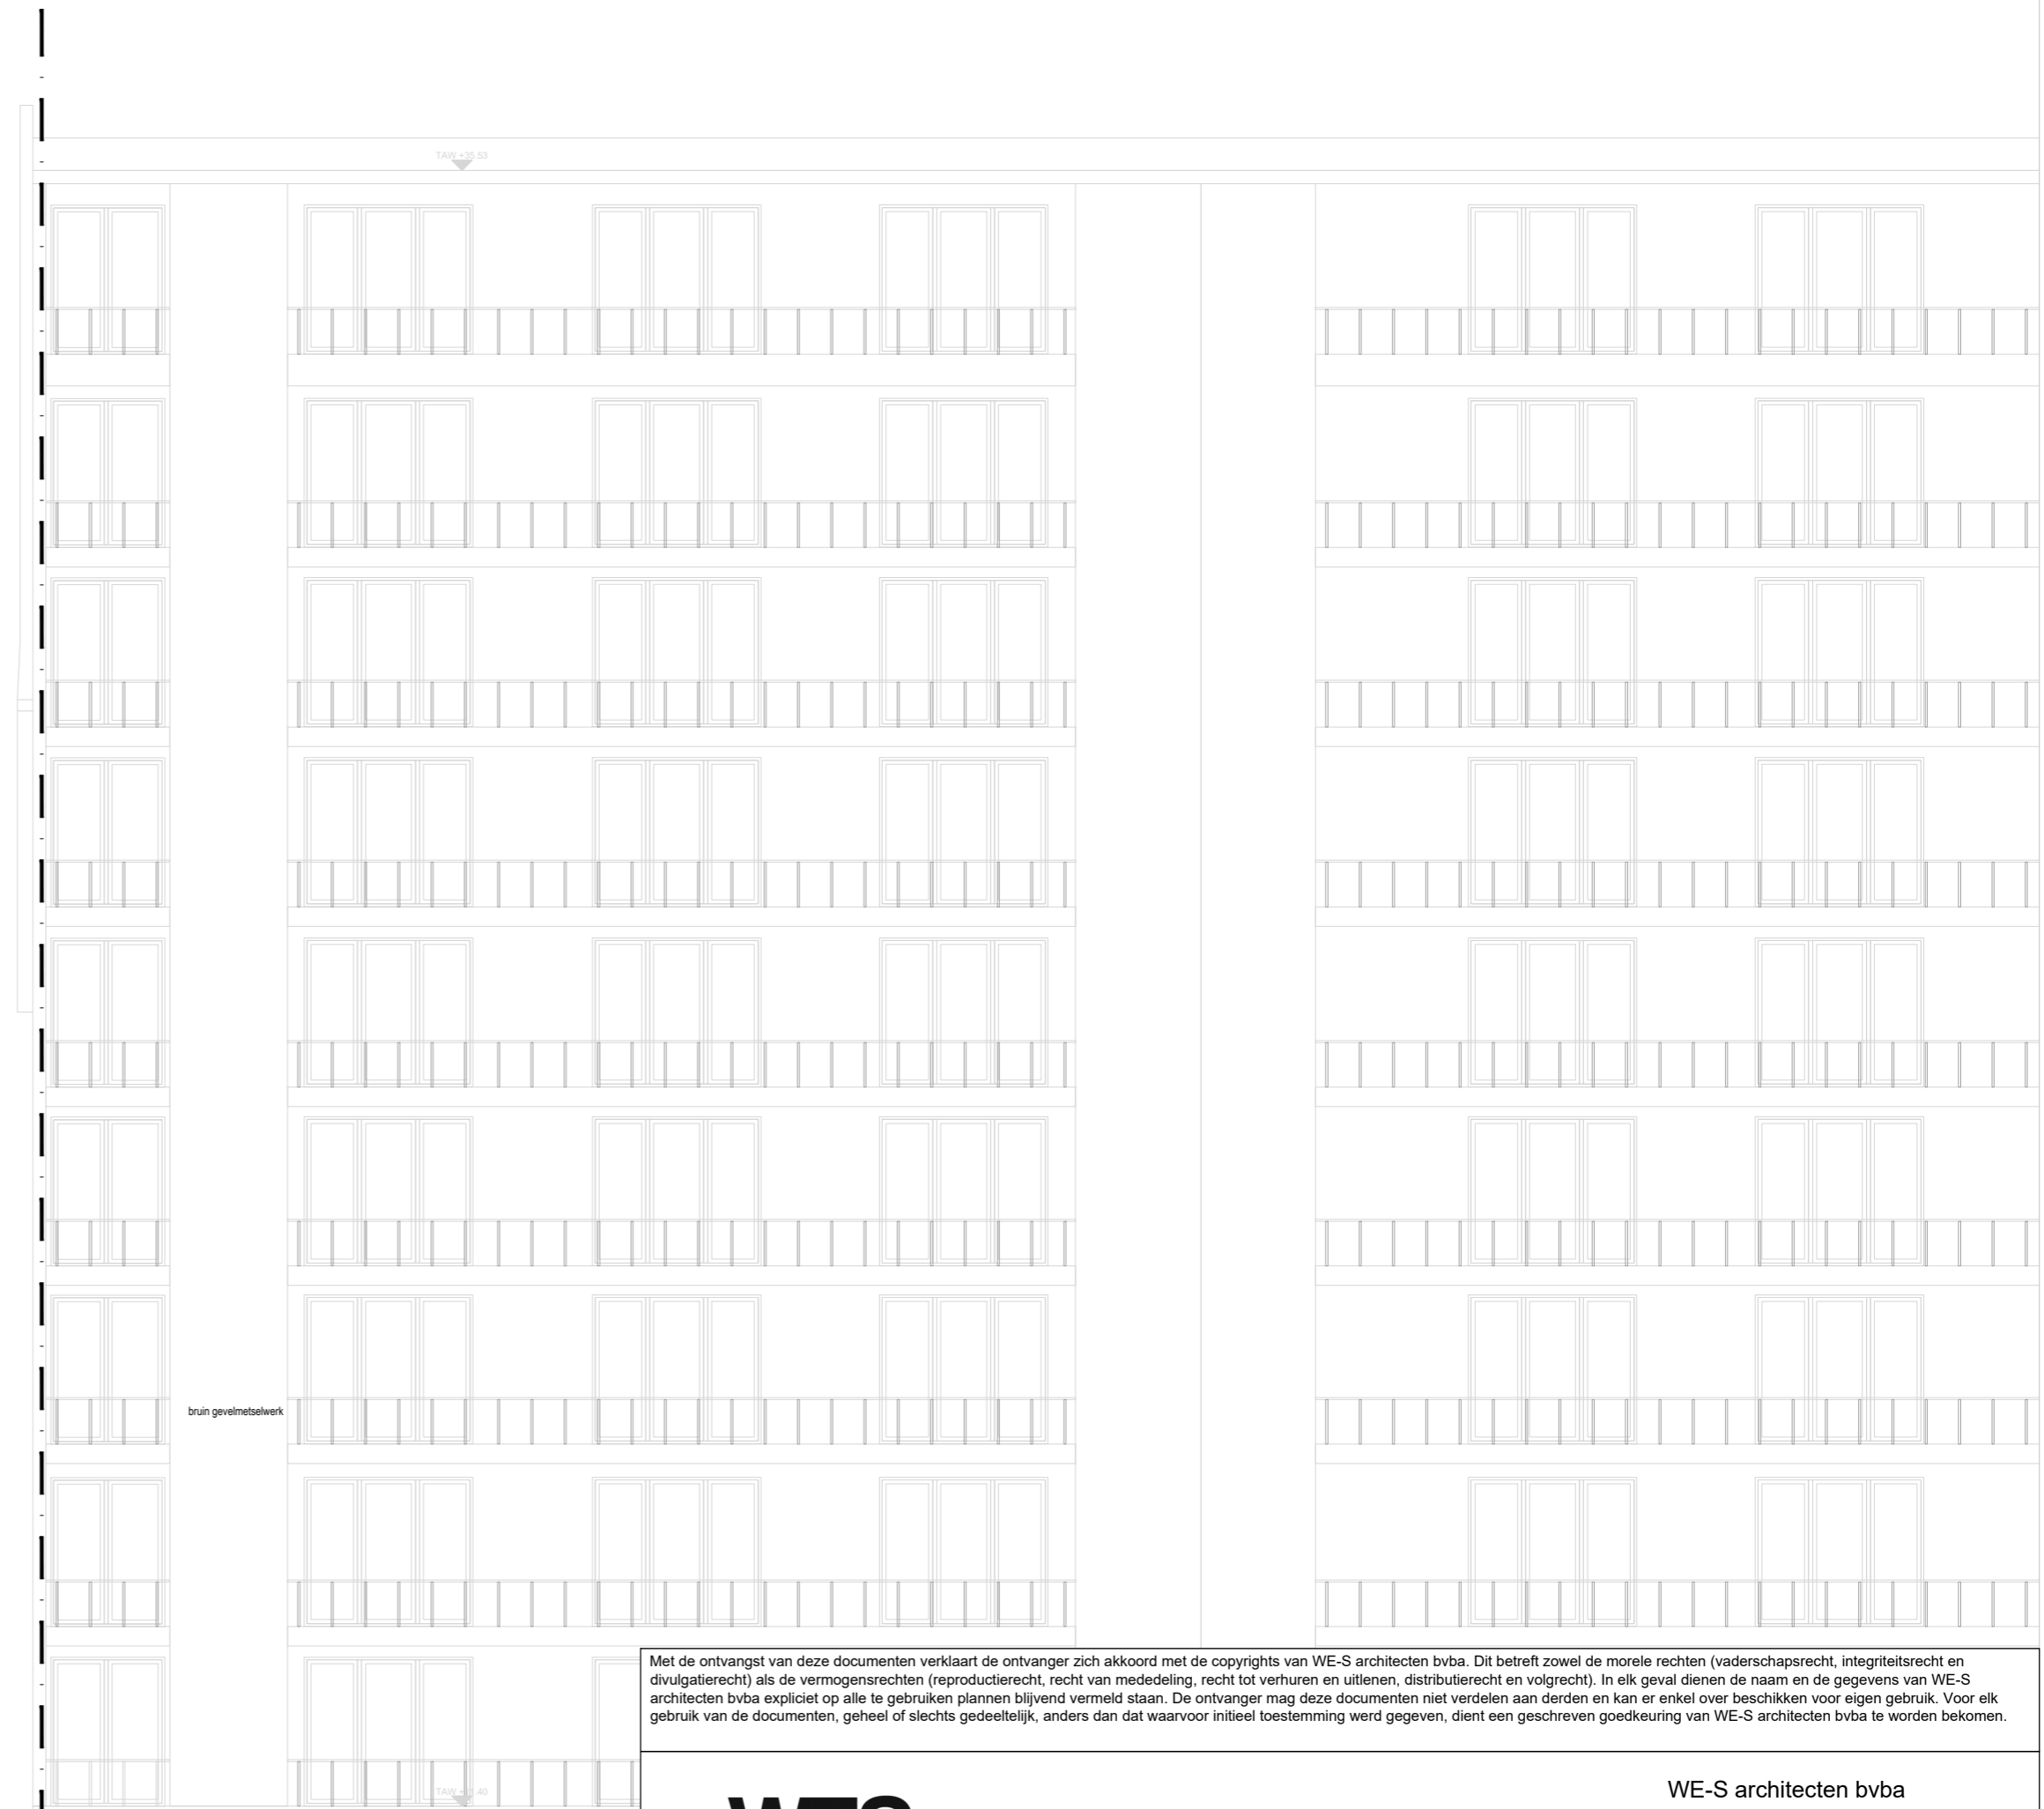 TAW +35.53
bruin gevelmetselwerk
Met de ontvangst van deze documenten verklaart de ontvanger zich akkoord met de copyrights van WE-S architecten bvba. Dit betreft zowel de morele rechten (vaderschapsrecht, integriteitsrecht en
divulgatierecht) als de vermogensrechten (reproductierecht, recht van mededeling, recht tot verhuren en uitlenen, distributierecht en volgrecht). In elk geval dienen de naam en de gegevens van WE-S
architecten bvba expliciet op alle te gebruiken plannen blijvend vermeld staan. De ontvanger mag deze documenten niet verdelen aan derden en kan er enkel over beschikken voor eigen gebruik. Voor elk
gebruik van de documenten, geheel of slechts gedeeltelijk, anders dan dat waarvoor initieel toestemming werd gegeven, dient een geschreven goedkeuring van WE-S architecten bvba te worden bekomen.
WE-S architecten bvba
TAW